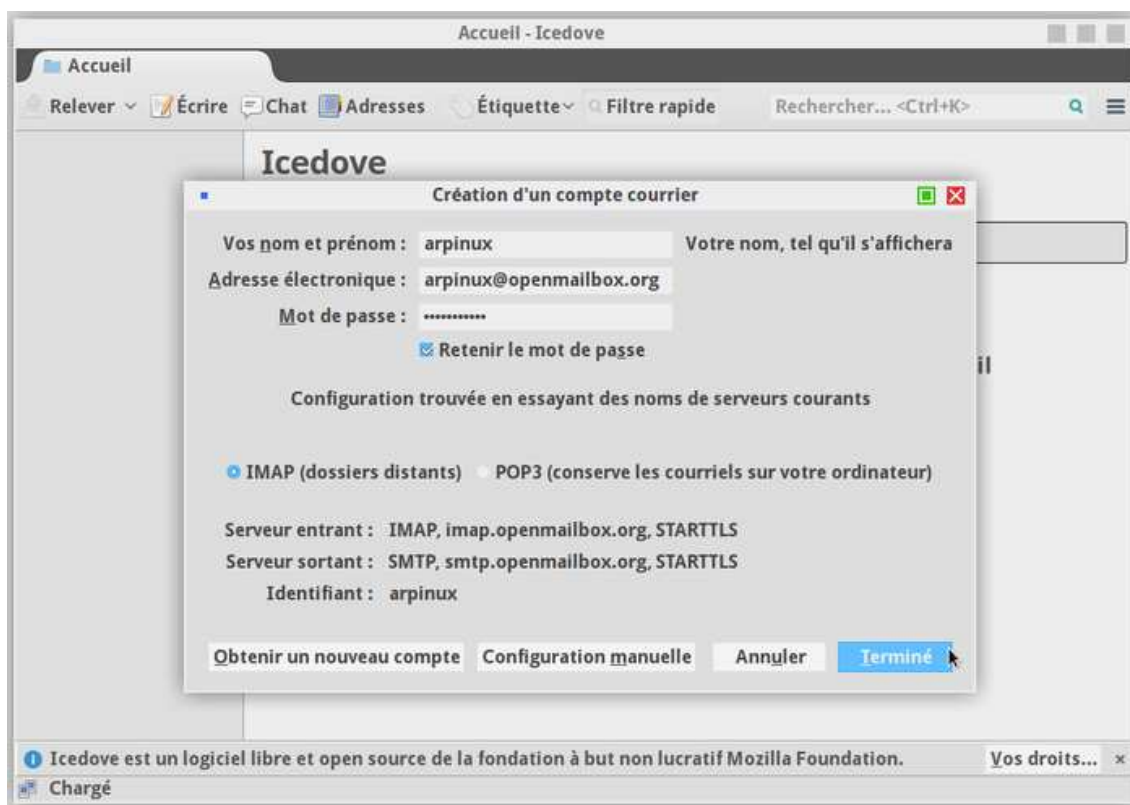 Accueil - Icedove
Accueil
Relever Écrire Chat Adresses Étiquette Filtre rapide Rechercher... <Ctrl+K>
Icedove
Création d'un compte courrier
Vos nom et prénom : arpinux Votre nom, tel qu'il s'affichera
Adresse électronique : arpinux@openmailbox.org
Mot de passe : •••••••••••
Retenir le mot de passe
il
Configuration trouvée en essayant des noms de serveurs courants
IMAP (dossiers distants) POP3 (conserve les courriels sur votre ordinateur)
Serveur entrant : IMAP, imap.openmailbox.org, STARTTLS
Serveur sortant : SMTP, smtp.openmailbox.org, STARTTLS
Identifiant : arpinux
Obtenir un nouveau compte Configuration manuelle Annuler Terminé
Icedove est un logiciel libre et open source de la fondation à but non lucratif Mozilla Foundation. Vos droits... ×
Chargé